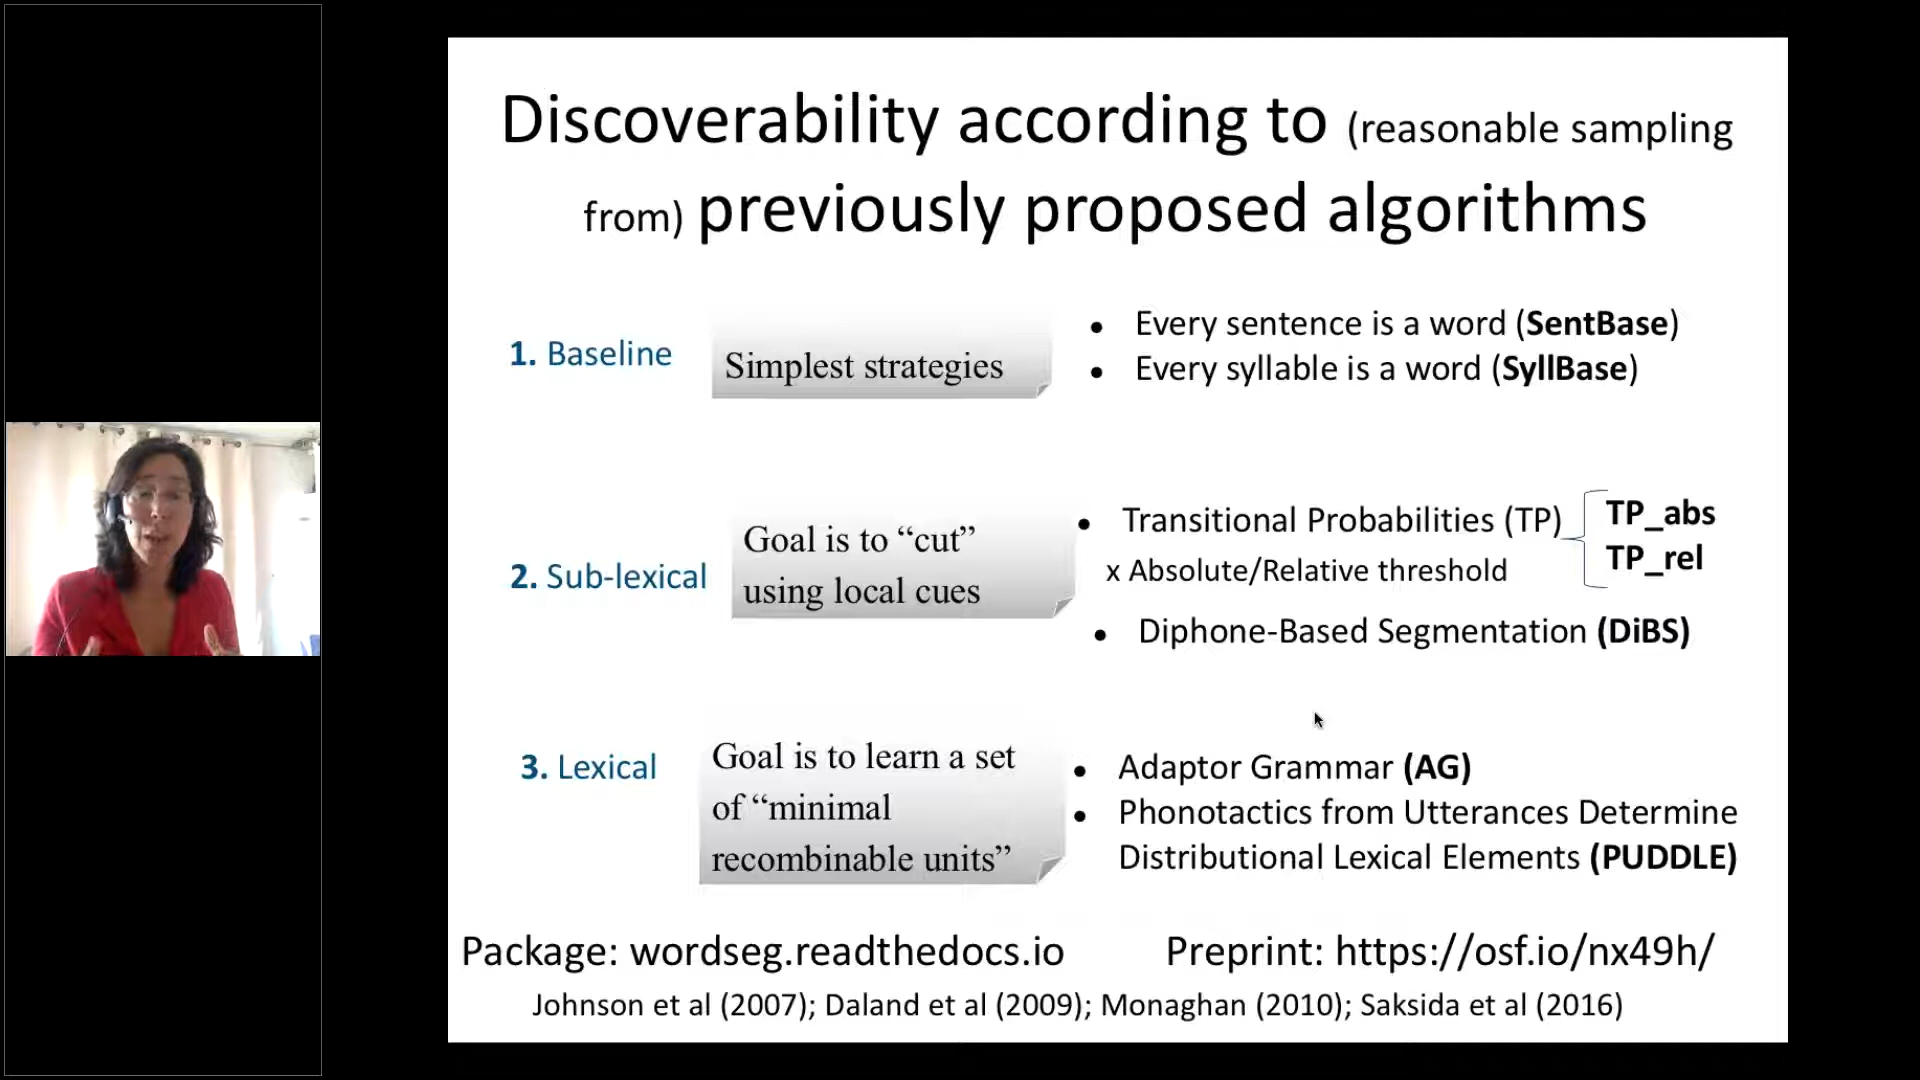 Discoverability according to (reasonable sampling
from) previously proposed algorithms
1. Baseline
Simplest strategies
• Every sentence is a word (SentBase)
• Every syllable is a word (SyllBase)
2. Sub-lexical
Goal is to “cut”
using local cues
• Transitional Probabilities (TP)
x Absolute/Relative threshold
TP_abs
TP_rel
• Diphone-Based Segmentation (DiBS)
3. Lexical
Goal is to learn a set
of “minimal
recombinable units”
• Adaptor Grammar (AG)
• Phonotactics from Utterances Determine
Distributional Lexical Elements (PUDDLE)
Package: wordseg.readthedocs.io
Preprint: https://osf.io/nx49h/
Johnson et al (2007); Daland et al (2009); Monaghan (2010); Saksida et al (2016)